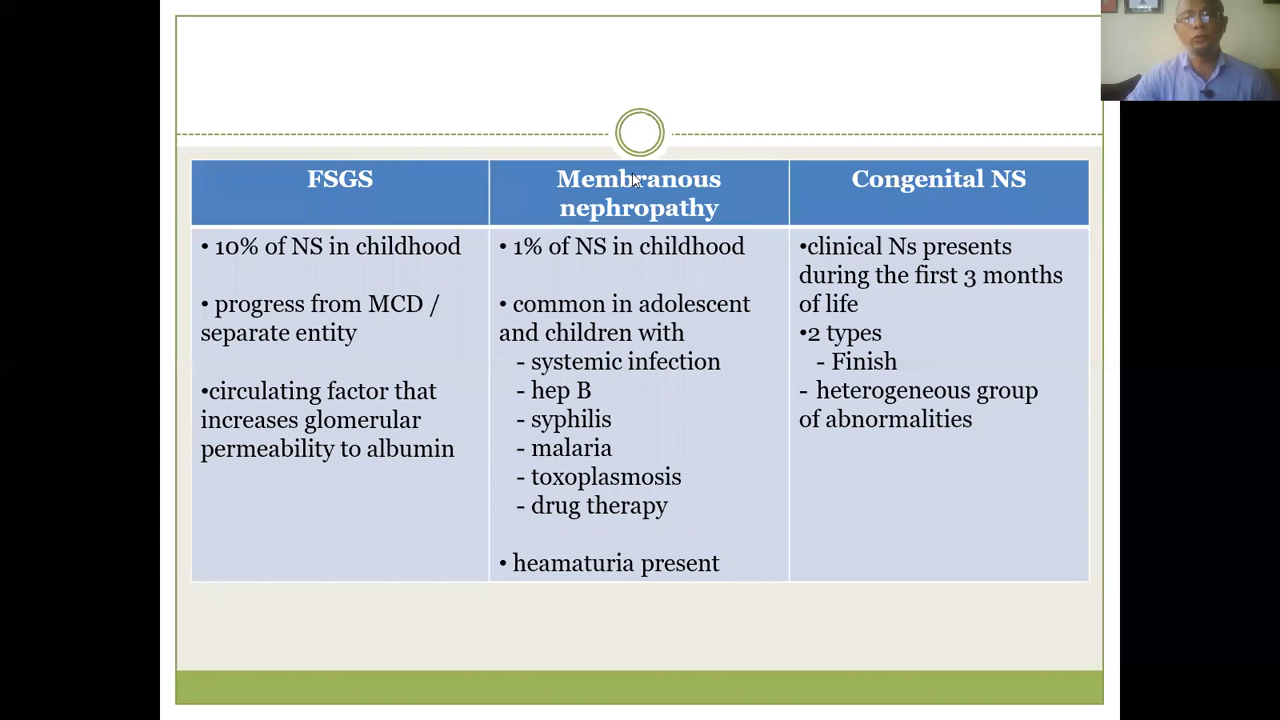 FSGS
Membranous
nephropathy
Congenital NS
• 10% of NS in childhood
• progress from MCD /
separate entity
•circulating factor that
increases glomerular
permeability to albumin
• 1% of NS in childhood
• common in adolescent
and children with
- systemic infection
- hep B
- syphilis
- malaria
- toxoplasmosis
- drug therapy
• heamaturia present
•clinical Ns presents
during the first 3 months
of life
•2 types
- Finish
- heterogeneous group
of abnormalities